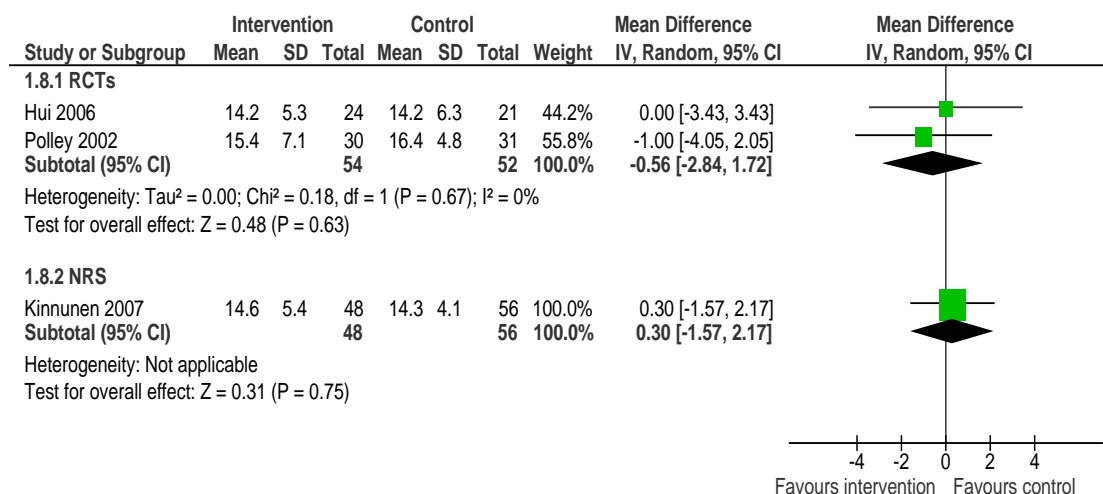 Intervention Control Mean Difference Mean Difference
Study or Subgroup Mean SD Total Mean SD Total Weight IV, Random, 95% CI IV, Random, 95% CI
1.8.1 RCTs
Hui 2006 14.2 5.3 24 14.2 6.3 21 44.2% 0.00 [-3.43, 3.43]
Polley 2002 15.4 7.1 30 16.4 4.8 31 55.8% -1.00 [-4.05, 2.05]
Subtotal (95% CI) 54 52 100.0% -0.56 [-2.84, 1.72]
Heterogeneity: Tau² = 0.00; Chi² = 0.18, df = 1 (P = 0.67); I² = 0%
Test for overall effect: Z = 0.48 (P = 0.63)
1.8.2 NRS
Kinnunen 2007 14.6 5.4 48 14.3 4.1 56 100.0% 0.30 [-1.57, 2.17]
Subtotal (95% CI) 48 56 100.0% 0.30 [-1.57, 2.17]
Heterogeneity: Not applicable
Test for overall effect: Z = 0.31 (P = 0.75)
-4 -2 0 2 4
Favours intervention Favours control